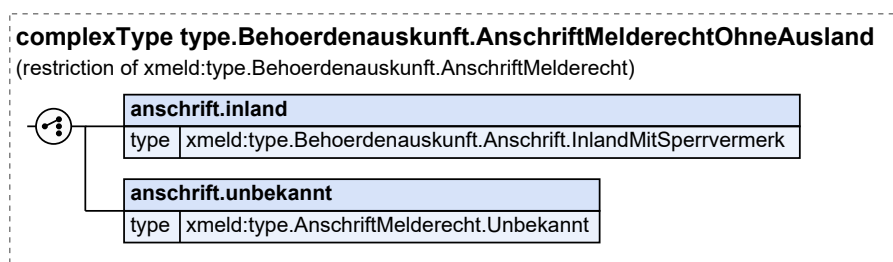 complexType type.Behoerdenauskunft.AnschriftMelderechtOhneAusland
(restriction of xmeld:type.Behoerdenauskunft.AnschriftMelderecht)
anschrift.inland
type xmeld:type.Behoerdenauskunft.Anschrift.InlandMitSperrvermerk
anschrift.unbekannt
type xmeld:type.AnschriftMelderecht.Unbekannt